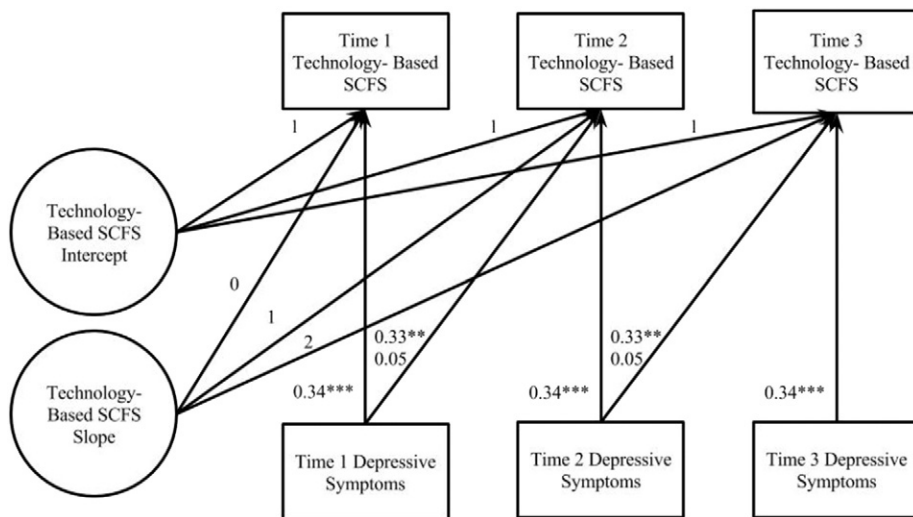 Time 1
Technology- Based
SCFS
Time 2
Technology- Based
SCFS
Time 3
Technology- Based
SCFS
1
1
1
Technology-
Based SCFS
Intercept
0
1
2
0.33**
0.05
0.33**
0.05
Technology-
Based SCFS
Slope
0.34***
0.34***
0.34***
Time 1 Depressive
Symptoms
Time 2 Depressive
Symptoms
Time 3 Depressive
Symptoms